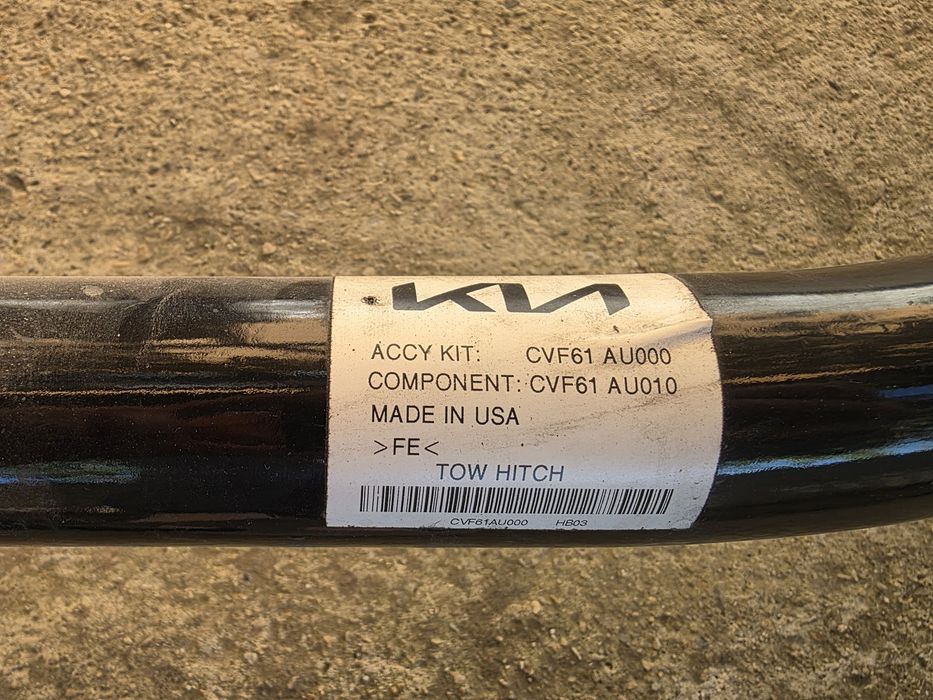 KIA
ACCY KIT: CVF61 AU000
COMPONENT: CVF61 AU010
MADE IN USA
>FE<
TOW HITCH
CVF61AU000 HB03